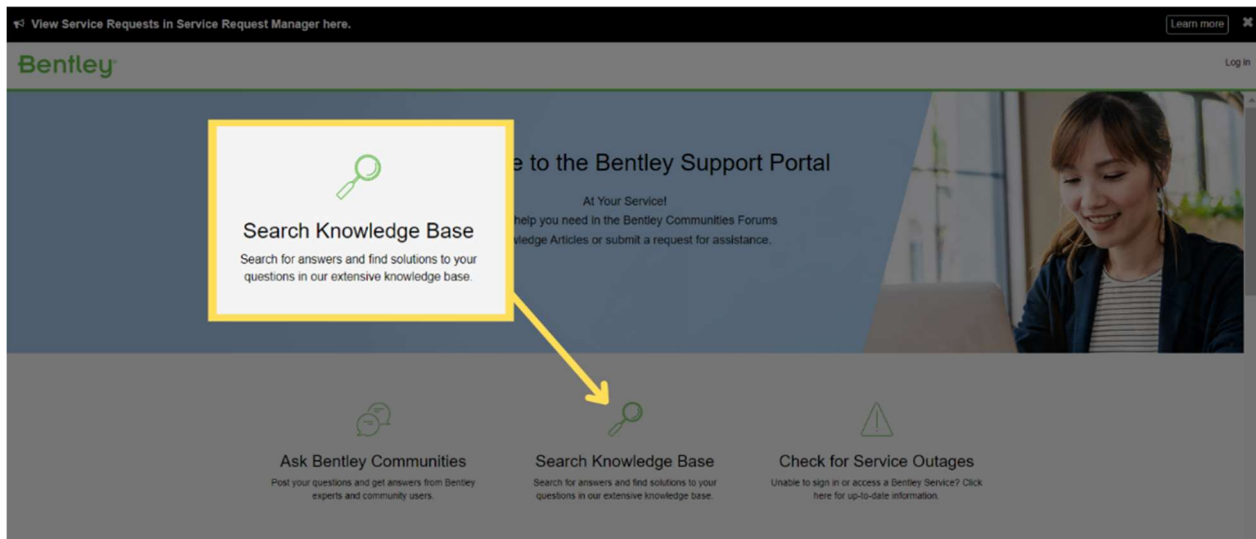 View Service Requests in Service Request Manager here.
Learn more
Bentley
Log in
Search Knowledge Base
Search for answers and find solutions to your
questions in our extensive knowledge base.
to the Bentley Support Portal
At Your Service!
help you need in the Bentley Communities Forums
Articles or submit a request for assistance.
Ask Bentley Communities
Post your questions and get answers from Bentley
experts and community users.
Search Knowledge Base
Search for answers and find solutions to your
questions in our extensive knowledge base.
Check for Service Outages
Unable to sign in or access a Bentley Service? Click
here for up-to-date information.